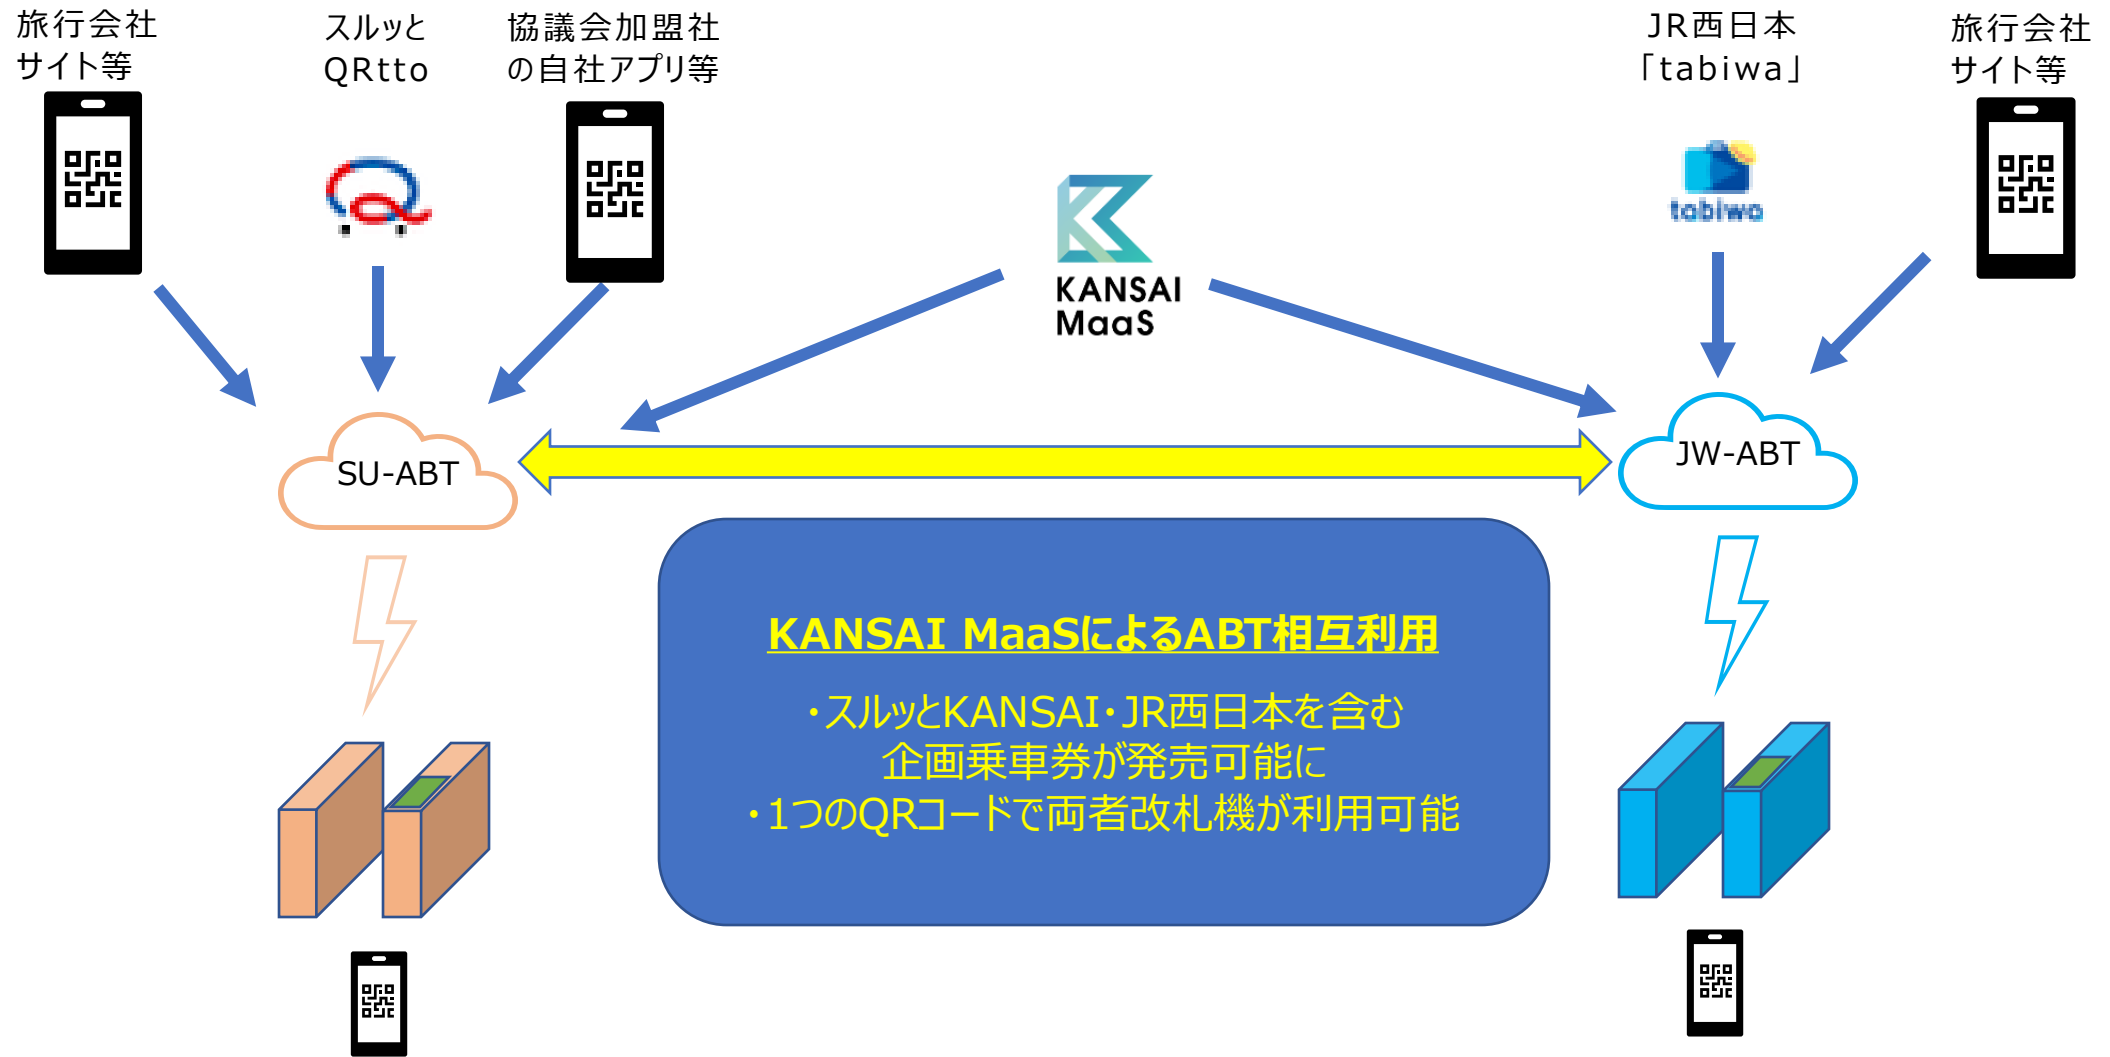 旅行会社
サイト等
スルッと
QRtto
協議会加盟社
の自社アプリ等
JR西日本
「tabiwa」
旅行会社
サイト等
tabiwa
KANSAI
MaaS
SU-ABT
JW-ABT
KANSAI MaaSによるABT相互利用
・スルッとKANSAI・JR西日本を含む
企画乗車券が発売可能に
・1つのQRコードで両者改札機が利用可能